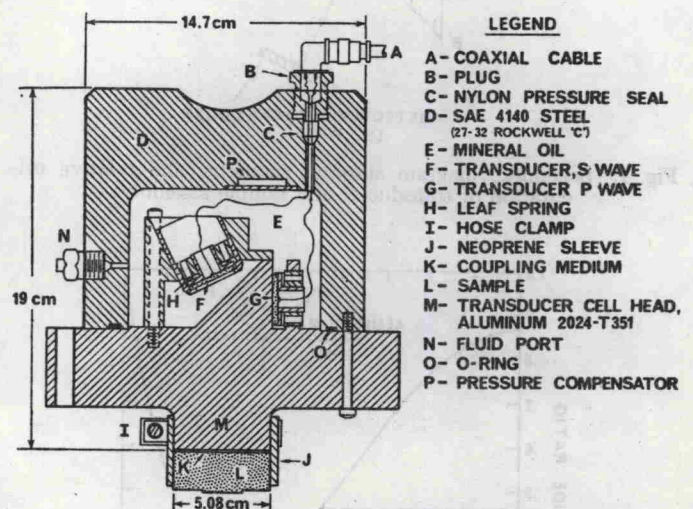 14.7cm
A
B
C
D
P
E
N
H
F
G
19 cm
O
I
M
K
L
J
5.08cm
LEGEND
A- COAXIAL CABLE
B- PLUG
C- NYLON PRESSURE SEAL
D- SAE 4140 STEEL
(27-32 ROCKWELL "C")
E- MINERAL OIL
F- TRANSDUCER, S WAVE
G- TRANSDUCER P WAVE
H- LEAF SPRING
I- HOSE CLAMP
J- NEOPRENE SLEEVE
K- COUPLING MEDIUM
L- SAMPLE
M- TRANSDUCER CELL HEAD,
ALUMINUM 2024-T351
N- FLUID PORT
O- O-RING
P- PRESSURE COMPENSATOR